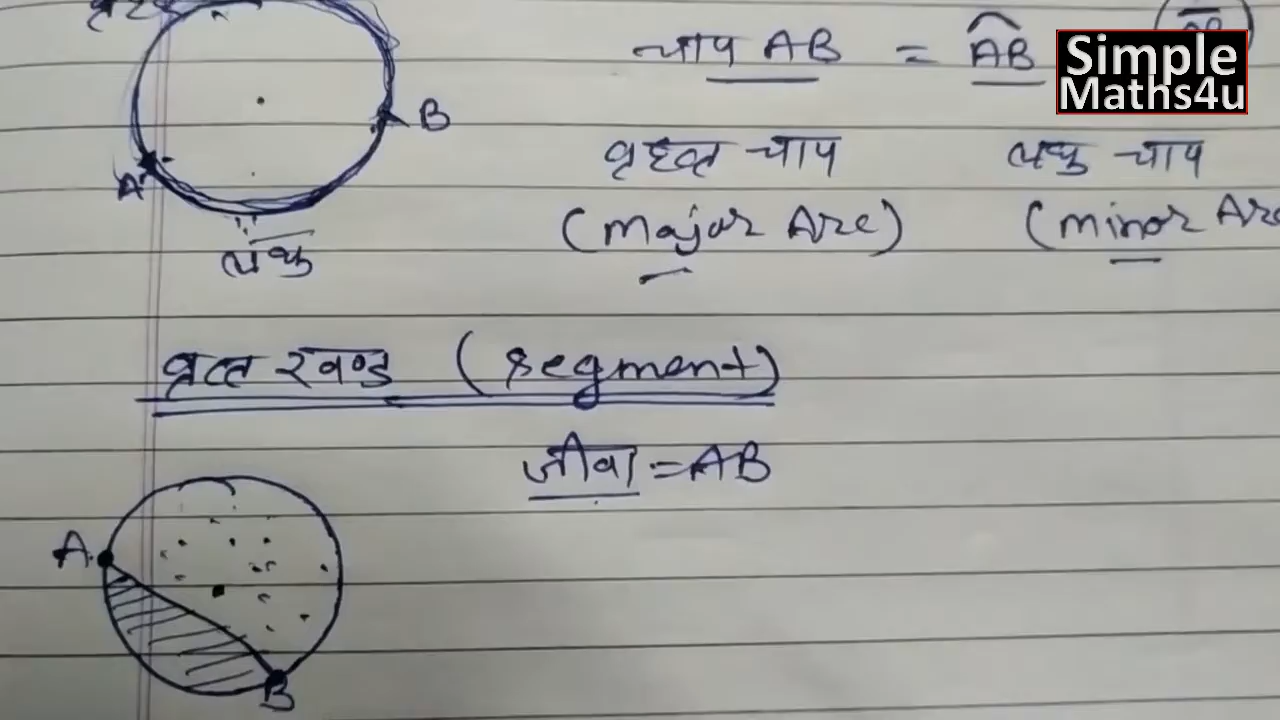 चाप AB = AB
Simple
Maths4u
B
वृहत्त चाप लघु चाप
A
(Major Arc) (minor Arc
लघु
वृत्त खण्ड (segment)
जीवा = AB
A
B